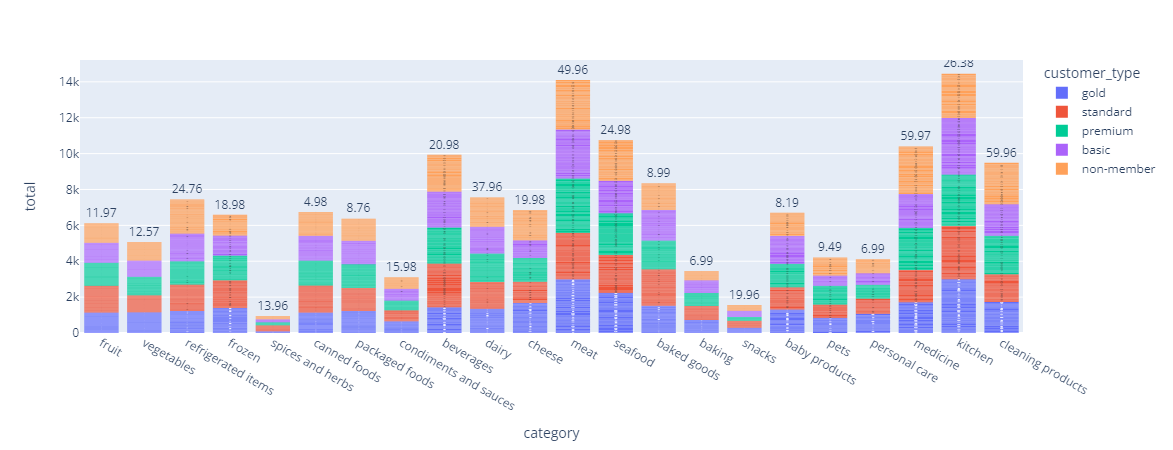 26.38
49.96
14k
customer_type
gold
standard
premium
basic
non-member
12k
20.98
24.98
59.97
59.96
10k
24.76
37.96
8.99
8k
11.97
12.57
18.98
4.98
8.76
19.98
8.19
6k
15.98
6.99
9.49
6.99
4k
13.96
19.96
2k
0
total
fruit
vegetables
refrigerated items
frozen
spices and herbs
canned foods
packaged foods
condiments and sauces
beverages
dairy
cheese
meat
seafood
baked goods
baking
snacks
baby products
pets
personal care
medicine
kitchen
cleaning products
category